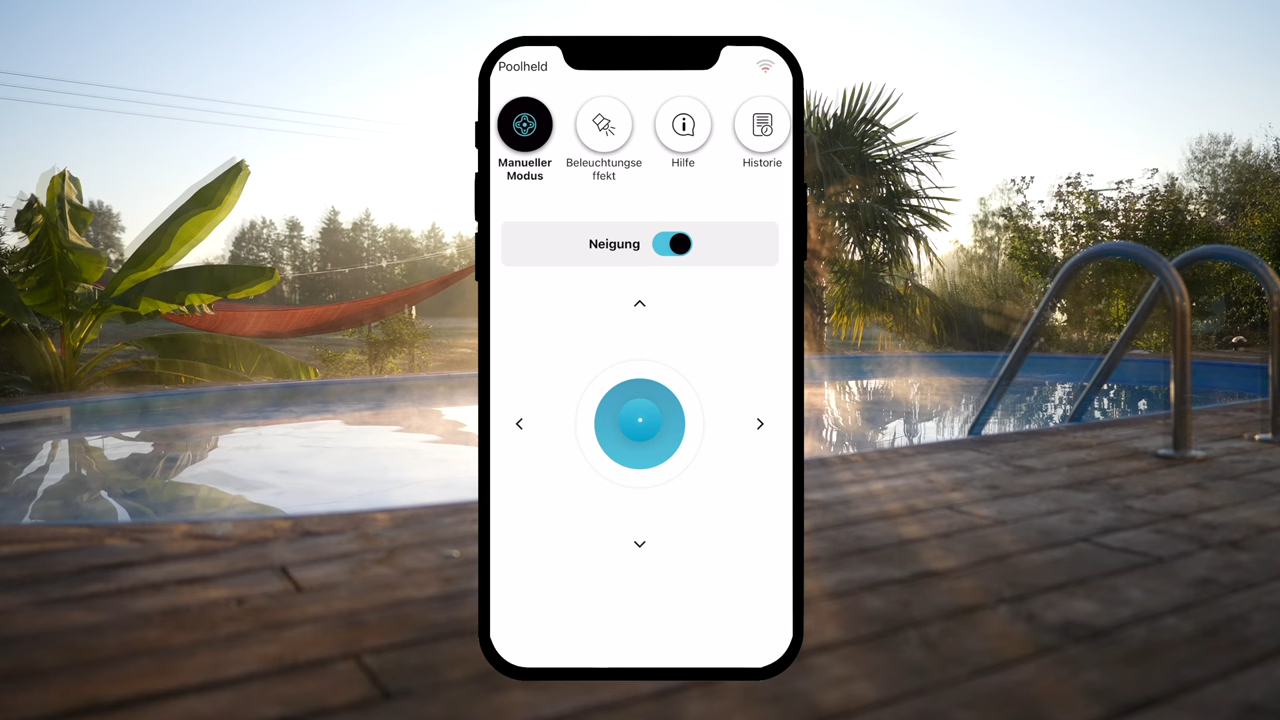 Poolheld
Manueller
Modus
Beleuchtungse
ffekt
Hilfe
Historie
Neigung